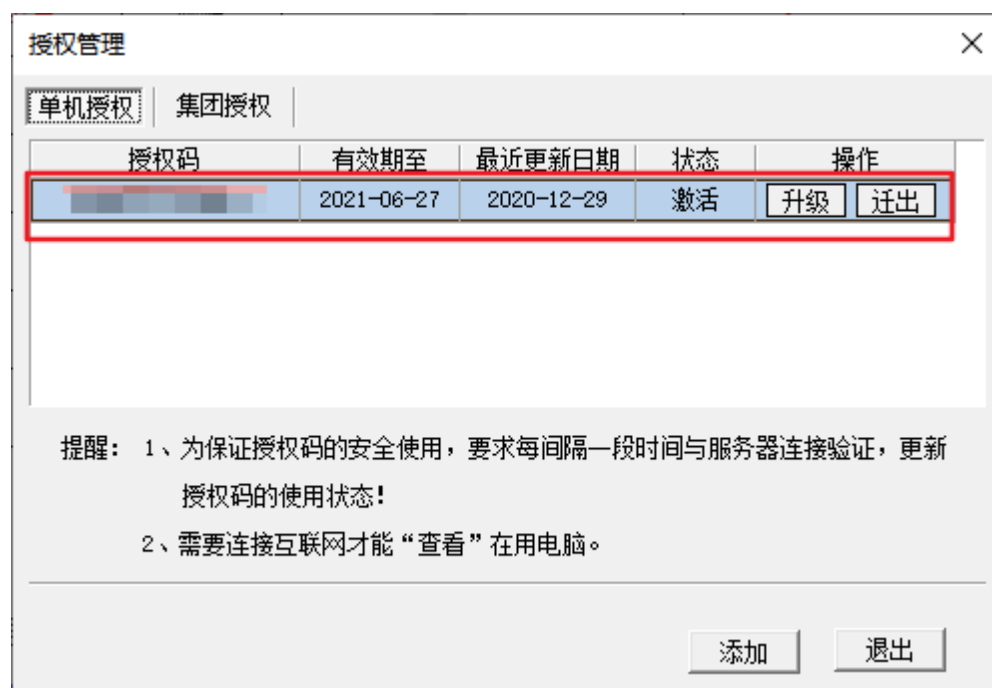 授权管理
单机授权 集团授权
授权码 有效期至 最近更新日期 状态 操作
2021-06-27 2020-12-29 激活 升级 迁出
提醒： 1、为保证授权码的安全使用，要求每间隔一段时间与服务器连接验证，更新
授权码的使用状态！
2、需要连接互联网才能“查看”在用电脑。
添加 退出